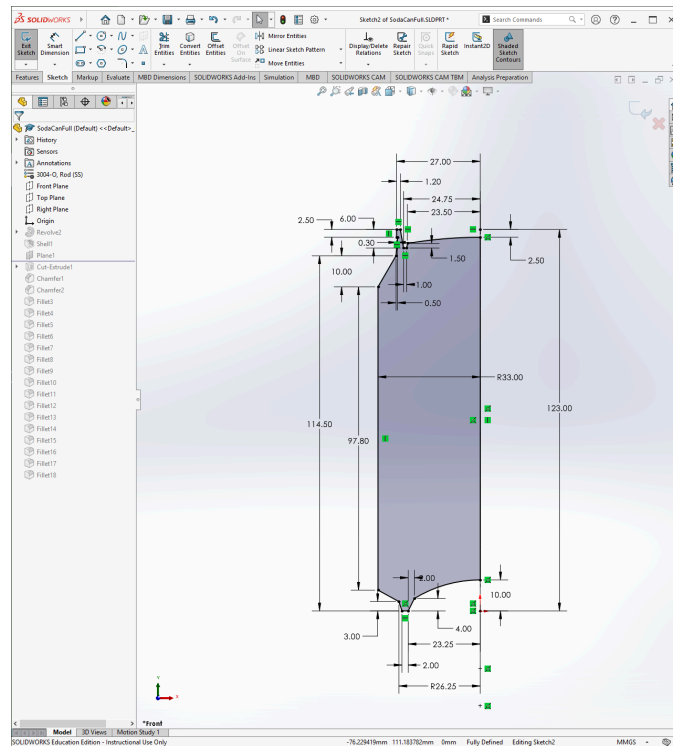 SOLIDWORKS
Sketch2 of SodaCanFull.SLDPRT *
Search Commands
Exit Sketch
Smart Dimension
Trim Entities
Convert Entities
Offset Entities
Offset On Surface
Mirror Entities
Linear Sketch Pattern
Move Entities
Display/Delete Relations
Repair Sketch
Quick Snaps
Rapid Sketch
Instant2D
Shaded Sketch Contours
Features Sketch Markup Evaluate MBD Dimensions SOLIDWORKS Add-Ins Simulation MBD SOLIDWORKS CAM SOLIDWORKS CAM TBM Analysis Preparation
SodaCanFull (Default) <<Default>_
History
Sensors
Annotations
3004-O, Rod (SS)
Front Plane
Top Plane
Right Plane
Origin
Revolve2
Shell1
Plane1
Cut-Extrude1
Chamfer1
Chamfer2
Fillet3
Fillet4
Fillet5
Fillet6
Fillet7
Fillet8
Fillet9
Fillet10
Fillet11
Fillet12
Fillet13
Fillet14
Fillet15
Fillet16
Fillet17
Fillet18
27.00
1.20
24.75
23.50
2.50
6.00
0.30
1.50
2.50
10.00
1.00
0.50
R33.00
123.00
114.50
97.80
2.00
10.00
3.00
4.00
23.25
2.00
R26.25
Y
X
*Front
Model 3D Views Motion Study 1
SOLIDWORKS Education Edition - Instructional Use Only
-76.229419mm 111.183782mm 0mm Fully Defined Editing Sketch2 MMGS